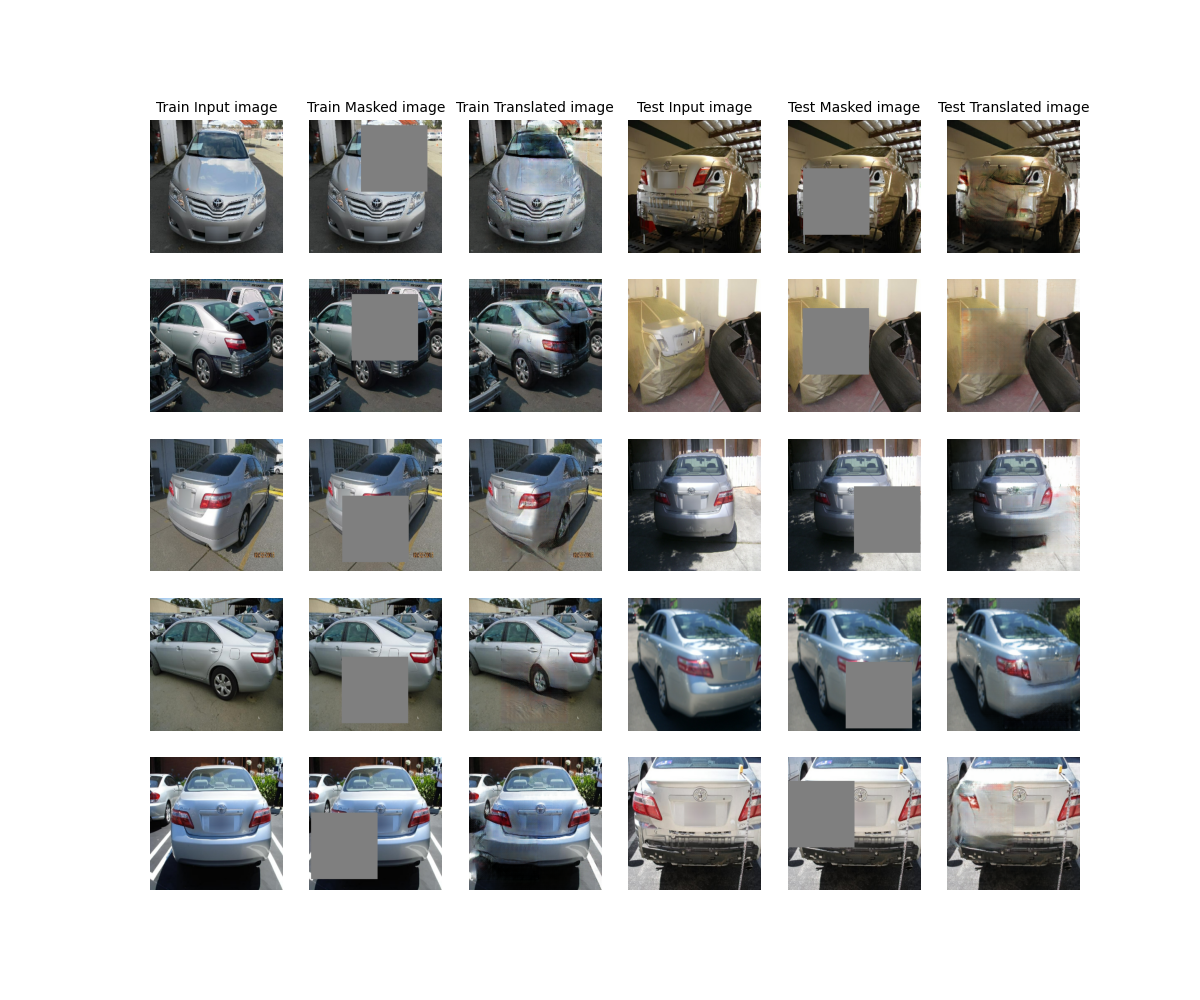 Train Input image
Train Masked image
Train Translated image
Test Input image
Test Masked image
Test Translated image